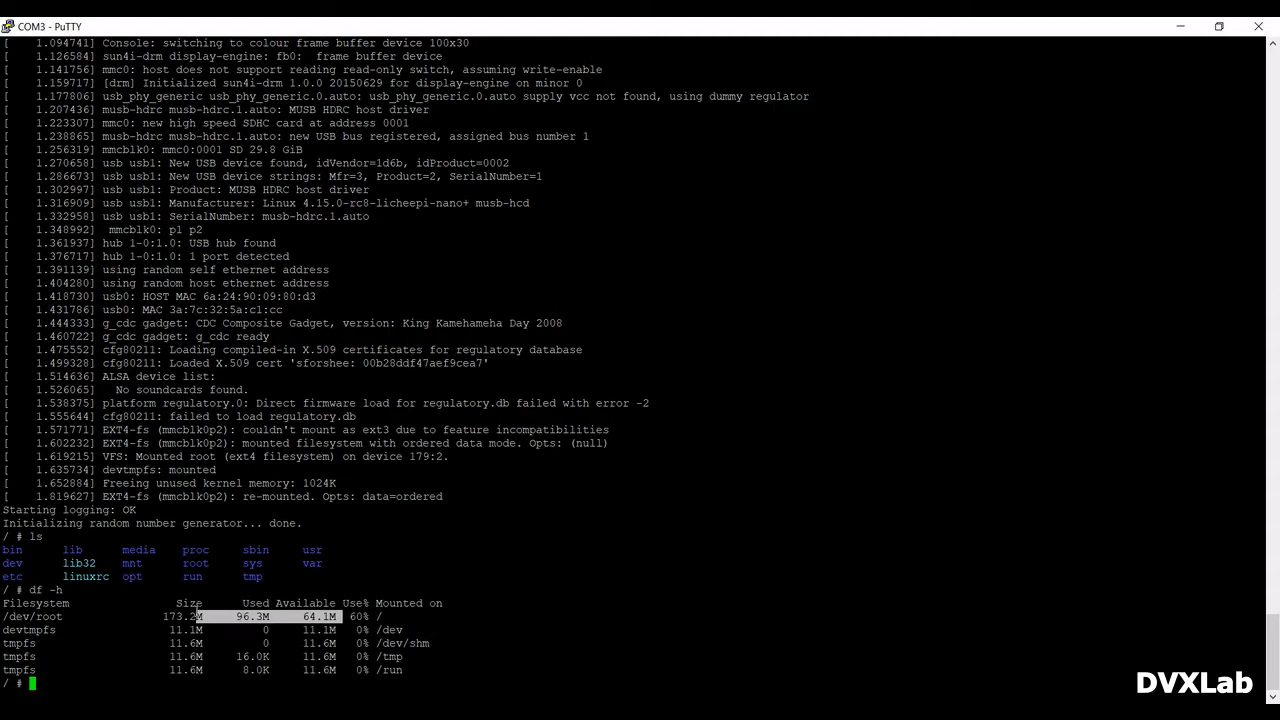 COM3 - PuTTY
[    1.094741] Console: switching to colour frame buffer device 100x30
[    1.126584] sun4i-drm display-engine: fb0:  frame buffer device
[    1.141756] mmc0: host does not support reading read-only switch, assuming write-enable
[    1.159717] [drm] Initialized sun4i-drm 1.0.0 20150629 for display-engine on minor 0
[    1.177806] usb_phy_generic usb_phy_generic.0.auto: usb_phy_generic.0.auto supply vcc not found, using dummy regulator
[    1.207436] musb-hdrc musb-hdrc.1.auto: MUSB HDRC host driver
[    1.223307] mmc0: new high speed SDHC card at address 0001
[    1.238865] musb-hdrc musb-hdrc.1.auto: new USB bus registered, assigned bus number 1
[    1.256319] mmcblk0: mmc0:0001 SD 29.8 GiB
[    1.270658] usb usb1: New USB device found, idVendor=1d6b, idProduct=0002
[    1.286673] usb usb1: New USB device strings: Mfr=3, Product=2, SerialNumber=1
[    1.302997] usb usb1: Product: MUSB HDRC host driver
[    1.316909] usb usb1: Manufacturer: Linux 4.15.0-rc8-licheepi-nano+ musb-hcd
[    1.332958] usb usb1: SerialNumber: musb-hdrc.1.auto
[    1.348992]  mmcblk0: p1 p2
[    1.361937] hub 1-0:1.0: USB hub found
[    1.376717] hub 1-0:1.0: 1 port detected
[    1.391139] using random self ethernet address
[    1.404280] using random host ethernet address
[    1.418730] usb0: HOST MAC 6a:24:90:09:80:d3
[    1.431786] usb0: MAC 3a:7c:32:5a:c1:cc
[    1.444333] g_cdc gadget: CDC Composite Gadget, version: King Kamehameha Day 2008
[    1.460722] g_cdc gadget: g_cdc ready
[    1.475552] cfg80211: Loading compiled-in X.509 certificates for regulatory database
[    1.499328] cfg80211: Loaded X.509 cert 'sforshee: 00b28ddf47aef9cea7'
[    1.514636] ALSA device list:
[    1.526065]   No soundcards found.
[    1.538375] platform regulatory.0: Direct firmware load for regulatory.db failed with error -2
[    1.555644] cfg80211: failed to load regulatory.db
[    1.571771] EXT4-fs (mmcblk0p2): couldn't mount as ext3 due to feature incompatibilities
[    1.602232] EXT4-fs (mmcblk0p2): mounted filesystem with ordered data mode. Opts: (null)
[    1.619215] VFS: Mounted root (ext4 filesystem) on device 179:2.
[    1.635734] devtmpfs: mounted
[    1.652884] Freeing unused kernel memory: 1024K
[    1.819627] EXT4-fs (mmcblk0p2): re-mounted. Opts: data=ordered
Starting logging: OK
Initializing random number generator... done.
/ # ls
bin      lib      media    proc     sbin     usr
dev      lib32    mnt      root     sys      var
etc      linuxrc  opt      run      tmp
/ # df -h
Filesystem                Size      Used Available Use% Mounted on
/dev/root               173.2M     96.3M     64.1M  60% /
devtmpfs                 11.1M         0     11.1M   0% /dev
tmpfs                    11.6M         0     11.6M   0% /dev/shm
tmpfs                    11.6M     16.0K     11.6M   0% /tmp
tmpfs                    11.6M      8.0K     11.6M   0% /run
/ #
DVXLab